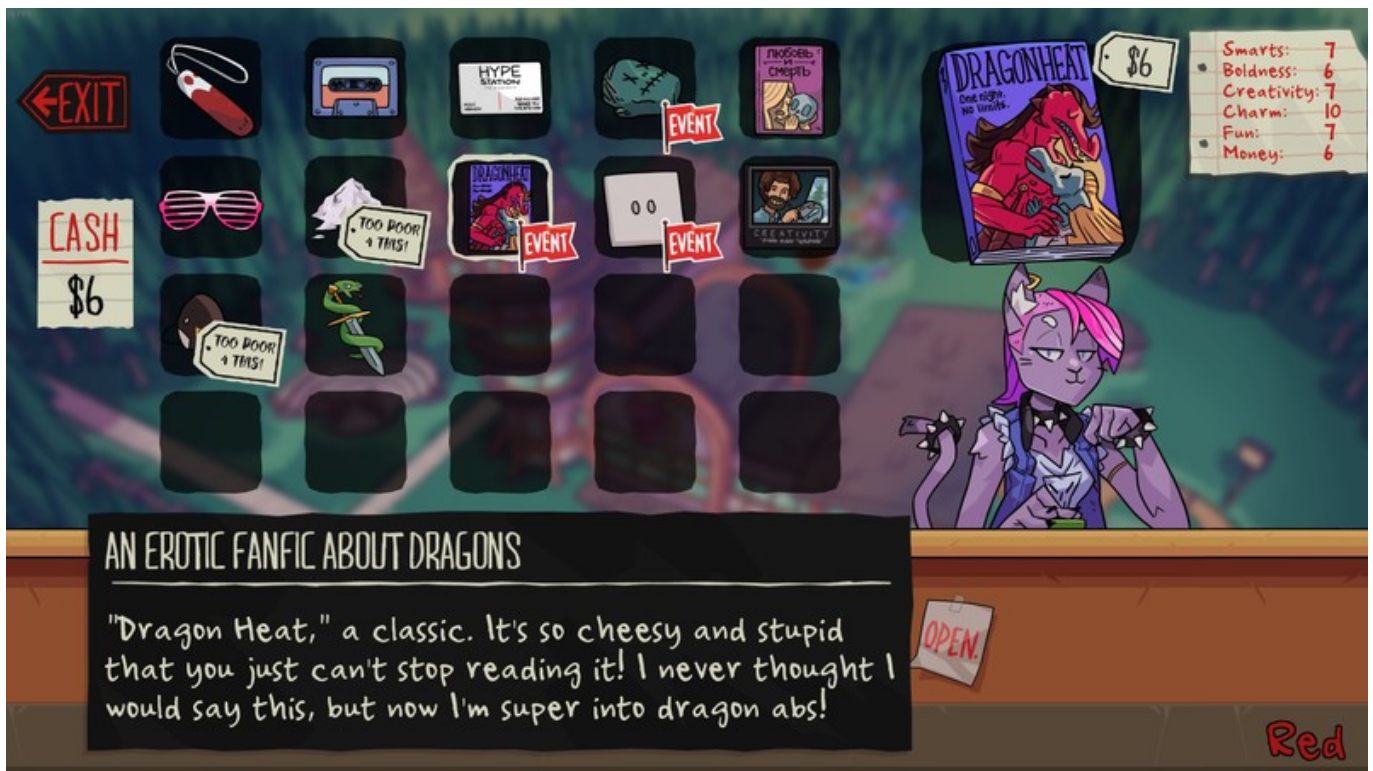 EXIT
HYPE
STATION
ЛЮБОВЬ
И
СМЕРТЬ
EVENT
DRAGONHEAT
One night.
No limits.
$6
Smarts: 7
Boldness: 6
Creativity: 7
Charm: 10
Fun: 7
Money: 6
CASH
$6
TOO POOR
4 THIS!
DRAGONHEAT
EVENT
EVENT
CREATIVITY
TOO POOR
4 THIS!
AN EROTIC FANFIC ABOUT DRAGONS
"Dragon Heat," a classic. It's so cheesy and stupid
that you just can't stop reading it! I never thought I
would say this, but now I'm super into dragon abs!
OPEN.
Red